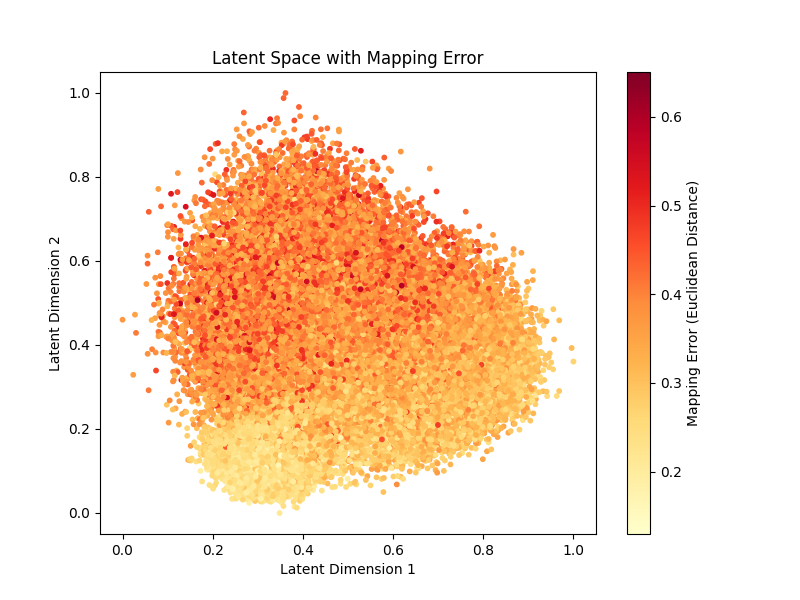 Latent Space with Mapping Error
1.0
0.8
0.6
0.4
0.2
0.0
Latent Dimension 2
0.0 0.2 0.4 0.6 0.8 1.0
Latent Dimension 1
0.6
0.5
0.4
0.3
0.2
Mapping Error (Euclidean Distance)